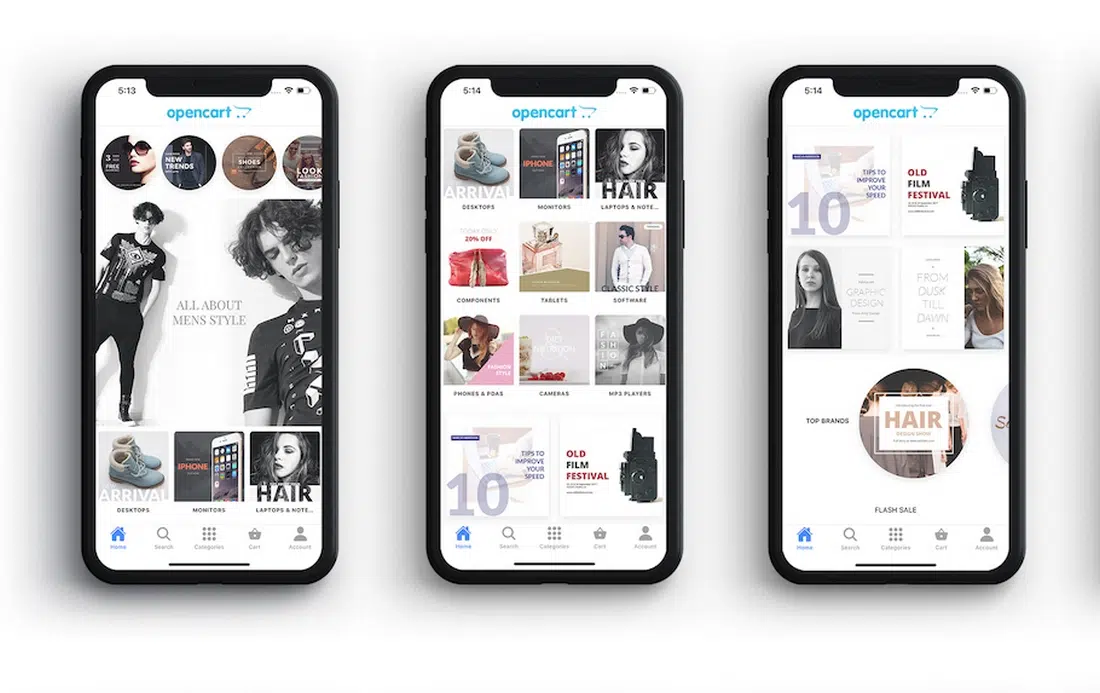 5:13
opencart
3
FREE
NEW
TRENDS
SHOES
LOOK
FASHION
ALL ABOUT
MENS STYLE
ARRIVAL
IPHONE
HAIR
DESKTOPS
MONITORS
LAPTOPS & NOTE...
Home
Search
Categories
Cart
Account
5:14
opencart
ARRIVAL
IPHONE
HAIR
DESKTOPS
MONITORS
LAPTOPS & NOTE...
20% OFF
CLASSIC STYLE
COMPONENTS
TABLETS
SOFTWARE
FASHION
STYLE
FASHION
PHONES & PDAS
CAMERAS
MP3 PLAYERS
10
TIPS TO
IMPROVE
YOUR
SPEED
OLD
FILM
FESTIVAL
Home
Search
Categories
Cart
Account
5:14
opencart
10
TIPS TO
IMPROVE
YOUR
SPEED
OLD
FILM
FESTIVAL
GRAPHIC
DESIGN
FROM
DUSK
TILL
DAWN
TOP BRANDS
HAIR
DESIGN SHOW
FLASH SALE
Home
Search
Categories
Cart
Account